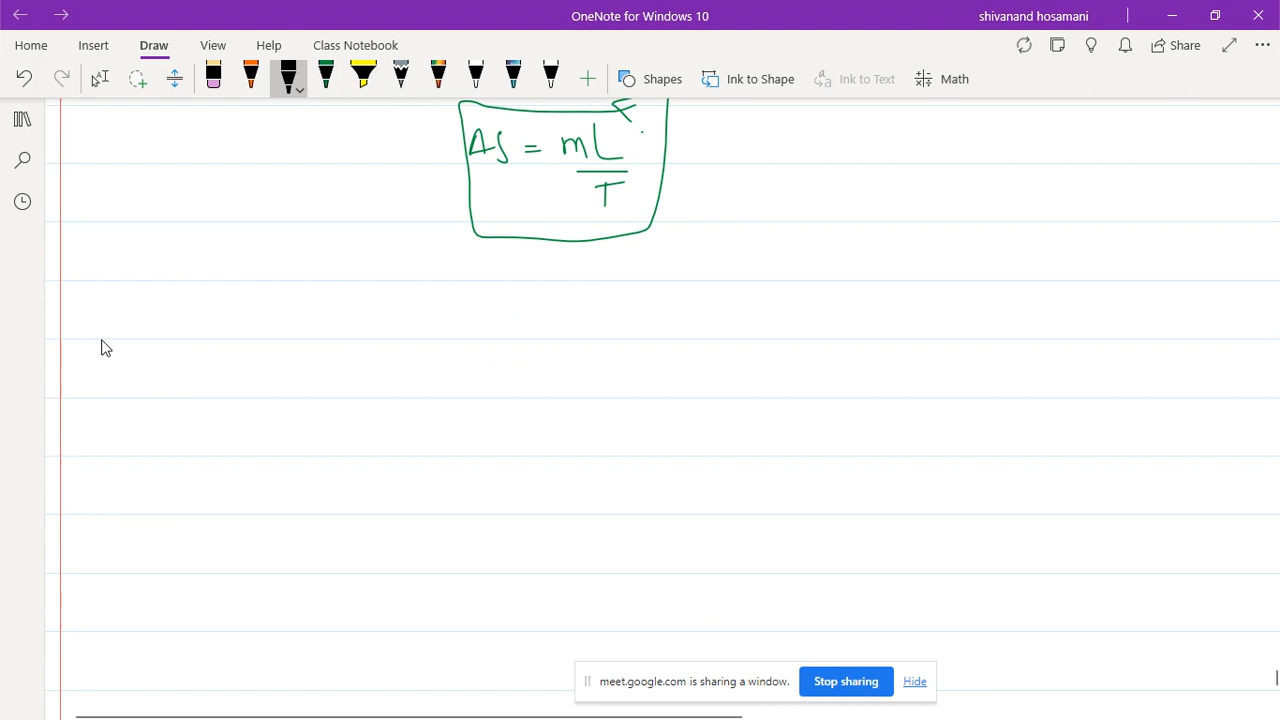 OneNote for Windows 10
shivanand hosamani
Home Insert Draw View Help Class Notebook
Share
Shapes Ink to Shape Ink to Text Math
ΔS = mL
T
meet.google.com is sharing a window. Stop sharing Hide